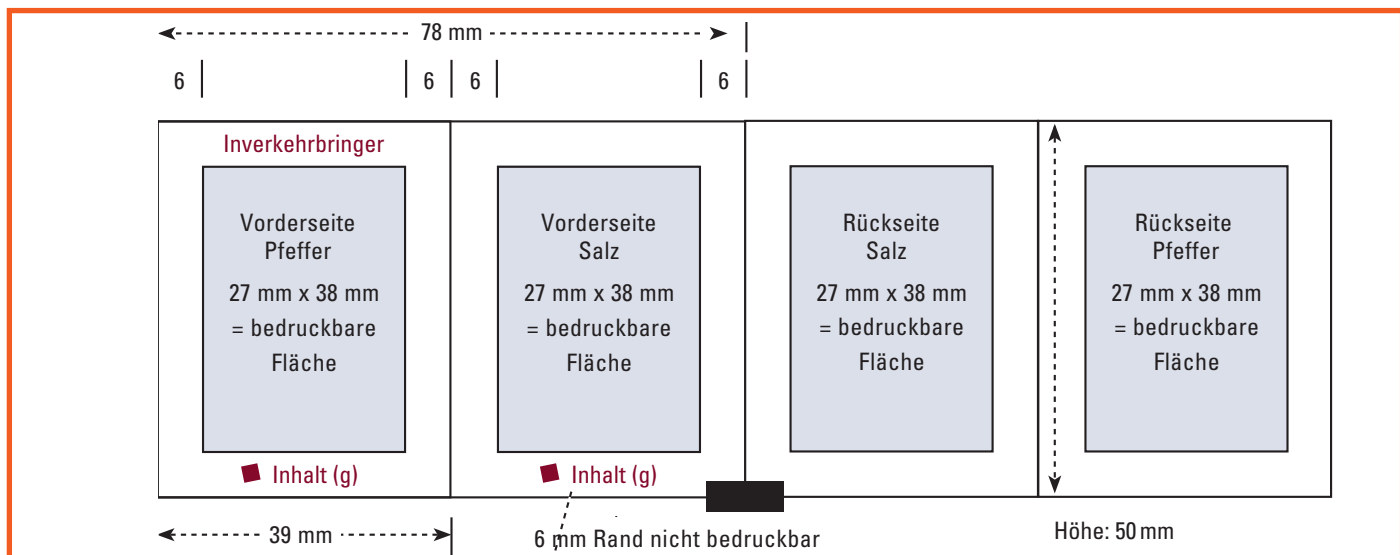 78 mm
6 6 6 6
Inverkehrbringer
Vorderseite
Pfeffer
27 mm x 38 mm
= bedruckbare
Fläche
Vorderseite
Salz
27 mm x 38 mm
= bedruckbare
Fläche
Rückseite
Salz
27 mm x 38 mm
= bedruckbare
Fläche
Rückseite
Pfeffer
27 mm x 38 mm
= bedruckbare
Fläche
Inhalt (g)
Inhalt (g)
39 mm
6 mm Rand nicht bedruckbar
Höhe: 50 mm